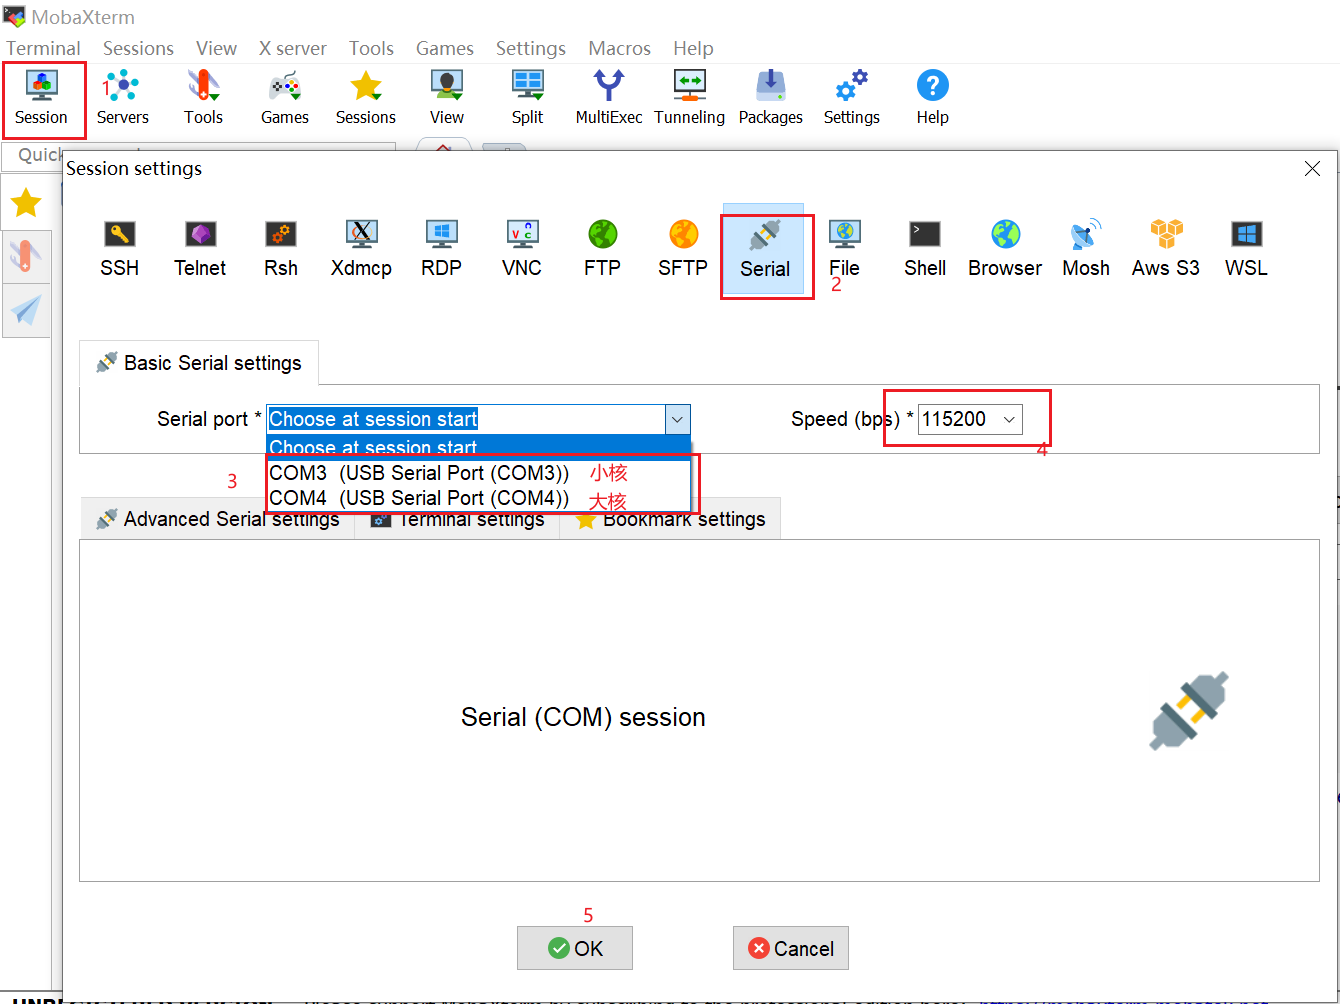 MobaXterm
Terminal Sessions View X server Tools Games Settings Macros Help
1
Session Servers Tools Games Sessions View Split MultiExec Tunneling Packages Settings Help
Quick
Session settings
SSH Telnet Rsh Xdmcp RDP VNC FTP SFTP Serial File Shell Browser Mosh Aws S3 WSL
2
Basic Serial settings
Serial port * Choose at session start Speed (bps) * 115200
Choose at session start
4
3
COM3 (USB Serial Port (COM3)) 小核
COM4 (USB Serial Port (COM4)) 大核
Advanced Serial settings Terminal settings Bookmark settings
Serial (COM) session
5
OK Cancel